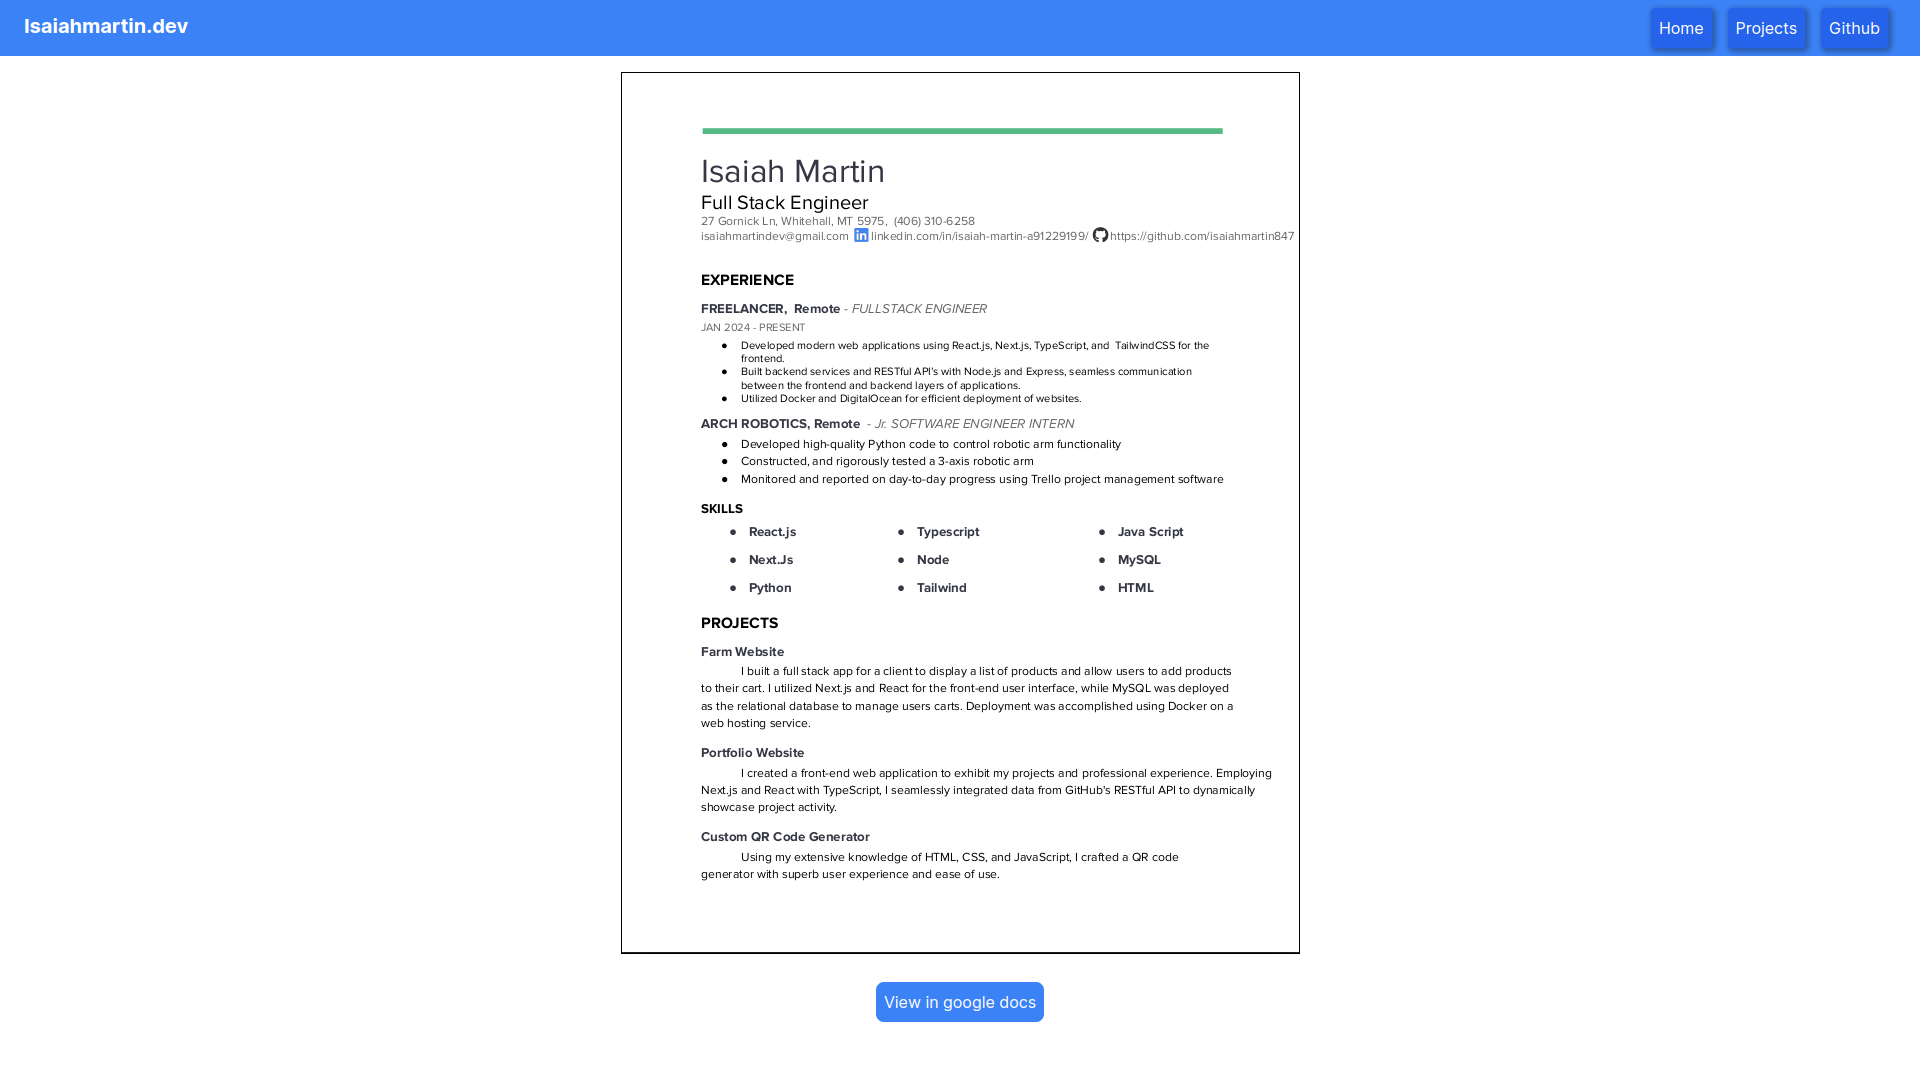 Isaiahmartin.dev
Home
Projects
Github
Isaiah Martin
Full Stack Engineer
27 Gornick Ln, Whitehall, MT 5975, (406) 310-6258
isaiahmartindev@gmail.com linkedin.com/in/isaiah-martin-a91229199/ https://github.com/isaiahmartin847
EXPERIENCE
FREELANCER, Remote - FULLSTACK ENGINEER
JAN 2024 - PRESENT
● Developed modern web applications using React.js, Next.js, TypeScript, and TailwindCSS for the
frontend.
● Built backend services and RESTful API's with Node.js and Express, seamless communication
between the frontend and backend layers of applications.
● Utilized Docker and DigitalOcean for efficient deployment of websites.
ARCH ROBOTICS, Remote - Jr. SOFTWARE ENGINEER INTERN
● Developed high-quality Python code to control robotic arm functionality
● Constructed, and rigorously tested a 3-axis robotic arm
● Monitored and reported on day-to-day progress using Trello project management software
SKILLS
● React.js ● Typescript ● Java Script
● Next.Js ● Node ● MySQL
● Python ● Tailwind ● HTML
PROJECTS
Farm Website
I built a full stack app for a client to display a list of products and allow users to add products
to their cart. I utilized Next.js and React for the front-end user interface, while MySQL was deployed
as the relational database to manage users carts. Deployment was accomplished using Docker on a
web hosting service.
Portfolio Website
I created a front-end web application to exhibit my projects and professional experience. Employing
Next.js and React with TypeScript, I seamlessly integrated data from GitHub's RESTful API to dynamically
showcase project activity.
Custom QR Code Generator
Using my extensive knowledge of HTML, CSS, and JavaScript, I crafted a QR code
generator with superb user experience and ease of use.
View in google docs